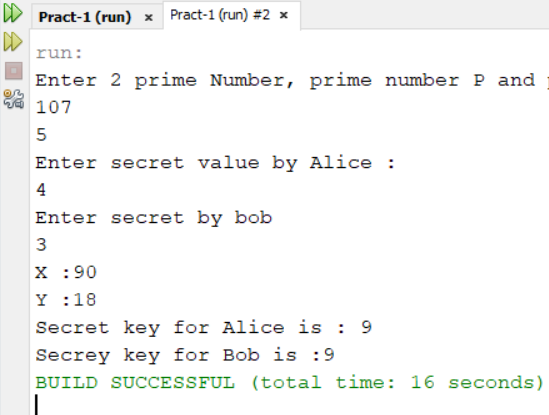 Pract-1 (run) × Pract-1 (run) #2 ×
run:
Enter 2 prime Number, prime number P and
107
5
Enter secret value by Alice :
4
Enter secret by bob
3
X :90
Y :18
Secret key for Alice is : 9
Secrey key for Bob is :9
BUILD SUCCESSFUL (total time: 16 seconds)